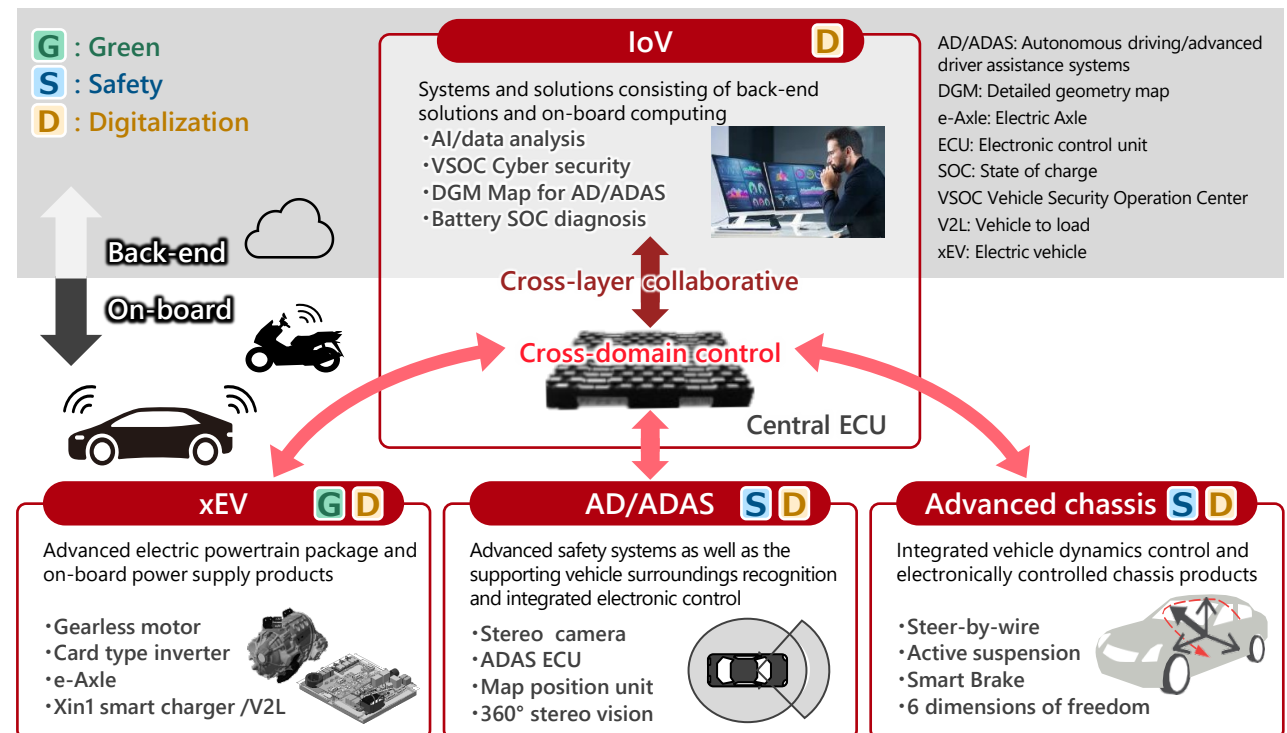 G : Green
S : Safety
D : Digitalization
Back-end
On-board
IoV D
Systems and solutions consisting of back-end
solutions and on-board computing
・AI/data analysis
・VSOC Cyber security
・DGM Map for AD/ADAS
・Battery SOC diagnosis
Cross-layer collaborative
Cross-domain control
Central ECU
AD/ADAS: Autonomous driving/advanced
driver assistance systems
DGM: Detailed geometry map
e-Axle: Electric Axle
ECU: Electronic control unit
SOC: State of charge
VSOC Vehicle Security Operation Center
V2L: Vehicle to load
xEV: Electric vehicle
xEV G D
Advanced electric powertrain package and
on-board power supply products
・Gearless motor
・Card type inverter
・e-Axle
・Xin1 smart charger /V2L
AD/ADAS S D
Advanced safety systems as well as the
supporting vehicle surroundings recognition
and integrated electronic control
・Stereo camera
・ADAS ECU
・Map position unit
・360° stereo vision
Advanced chassis S D
Integrated vehicle dynamics control and
electronically controlled chassis products
・Steer-by-wire
・Active suspension
・Smart Brake
・6 dimensions of freedom